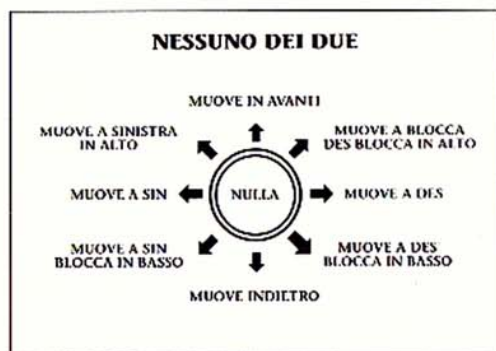 NESSUNO DEI DUE
MUOVE IN AVANTI
MUOVE A SINISTRA
IN ALTO
MUOVE A BLOCCA
DES BLOCCA IN ALTO
MUOVE A SIN
NULLA
MUOVE A DES
MUOVE A SIN
BLOCCA IN BASSO
MUOVE A DES
BLOCCA IN BASSO
MUOVE INDIETRO